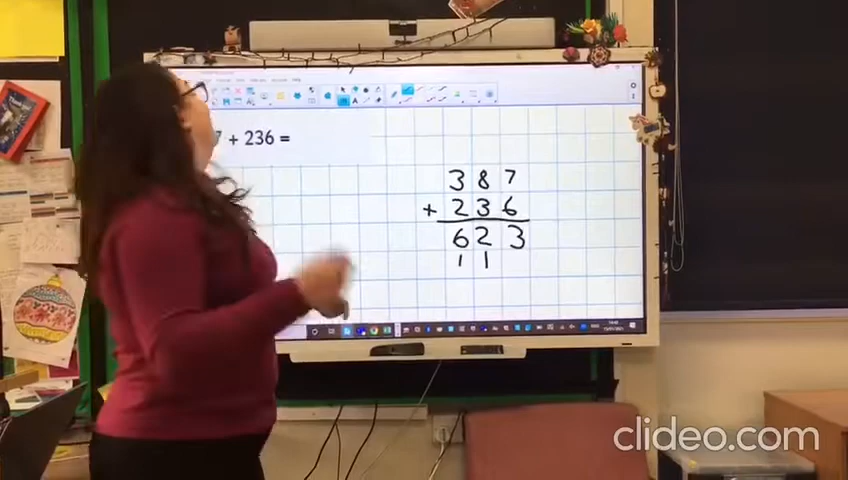 7 + 236 =
3 8 7
+ 2 3 6
6 2 3
1 1
clideo.com